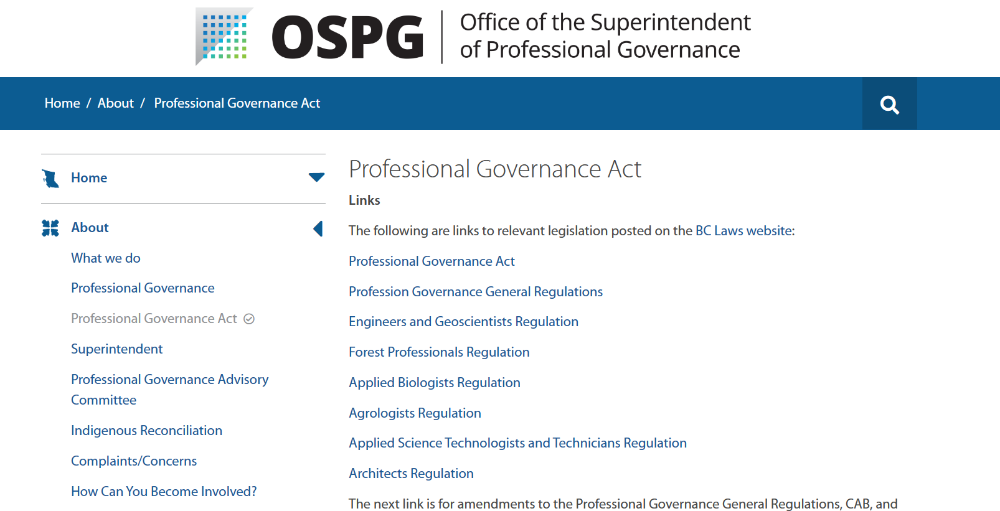 OSPG
Office of the Superintendent
of Professional Governance
Home / About / Professional Governance Act
Home
About
What we do
Professional Governance
Professional Governance Act
Superintendent
Professional Governance Advisory
Committee
Indigenous Reconciliation
Complaints/Concerns
How Can You Become Involved?
Professional Governance Act
Links
The following are links to relevant legislation posted on the BC Laws website:
Professional Governance Act
Profession Governance General Regulations
Engineers and Geoscientists Regulation
Forest Professionals Regulation
Applied Biologists Regulation
Agrologists Regulation
Applied Science Technologists and Technicians Regulation
Architects Regulation
The next link is for amendments to the Professional Governance General Regulations, CAB, and